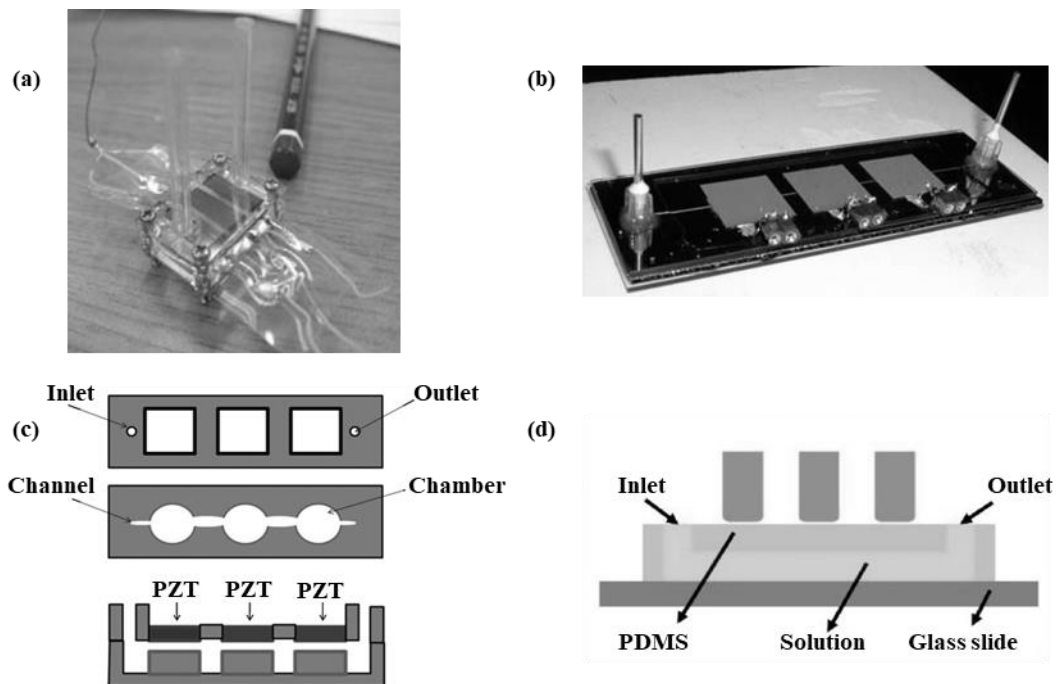 (a)
(b)
Inlet
Outlet
(c)
Channel
Chamber
PZT PZT PZT
(d)
Inlet
Outlet
PDMS
Solution
Glass slide